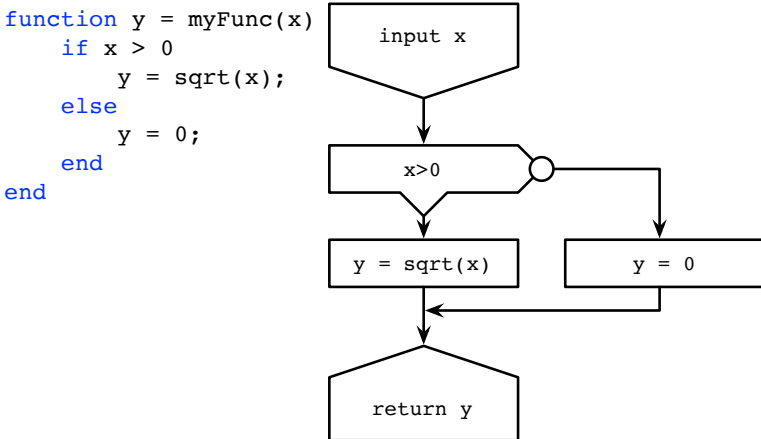 function y = myFunc(x)
if x > 0
y = sqrt(x);
else
y = 0;
end
end
input x
x>0
y = sqrt(x)
y = 0
return y